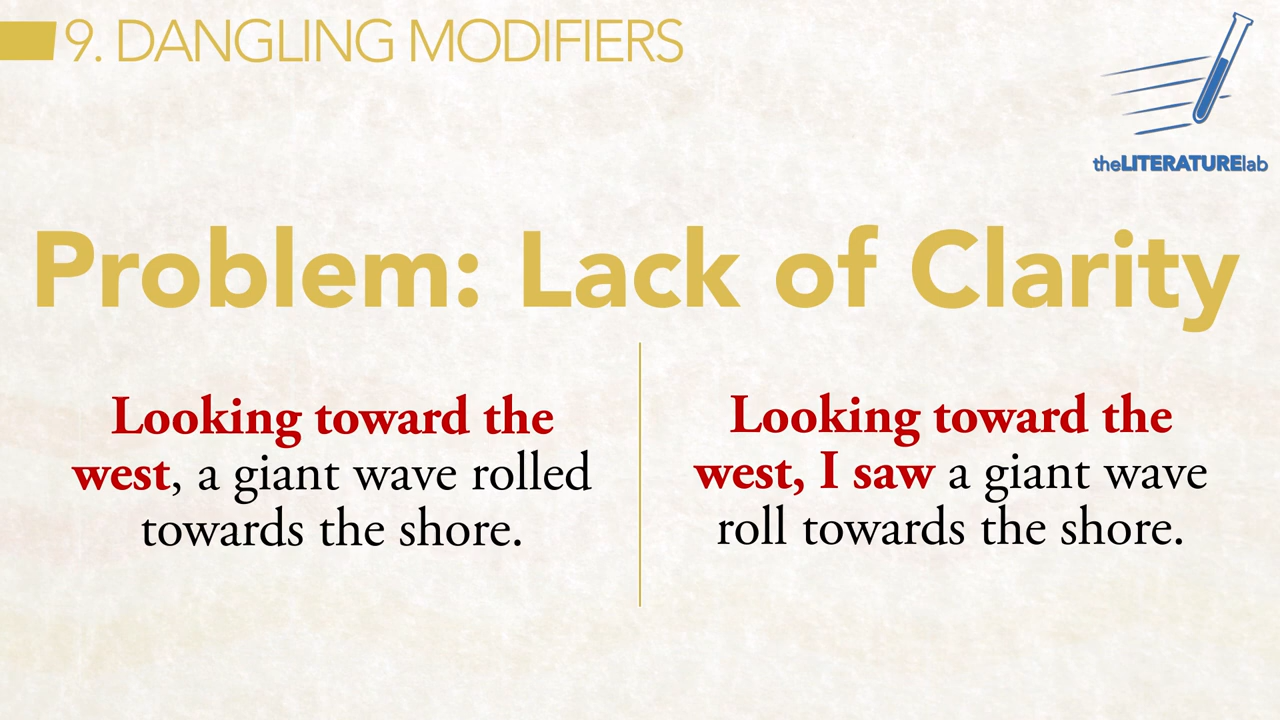 9. DANGLING MODIFIERS
theLITERATURElab
Problem: Lack of Clarity
Looking toward the
west, a giant wave rolled
towards the shore.
Looking toward the
west, I saw a giant wave
roll towards the shore.